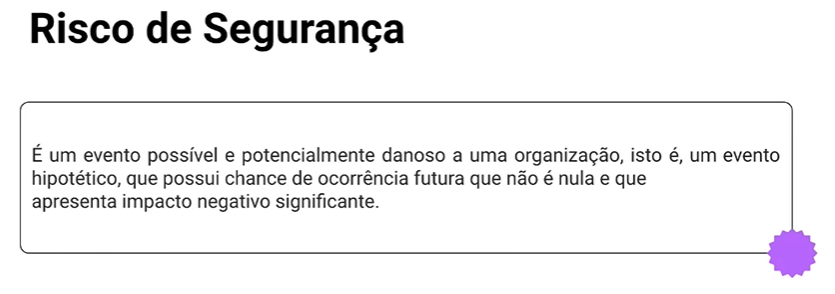 Risco de Segurança
É um evento possível e potencialmente danoso a uma organização, isto é, um evento
hipotético, que possui chance de ocorrência futura que não é nula e que
apresenta impacto negativo significante.